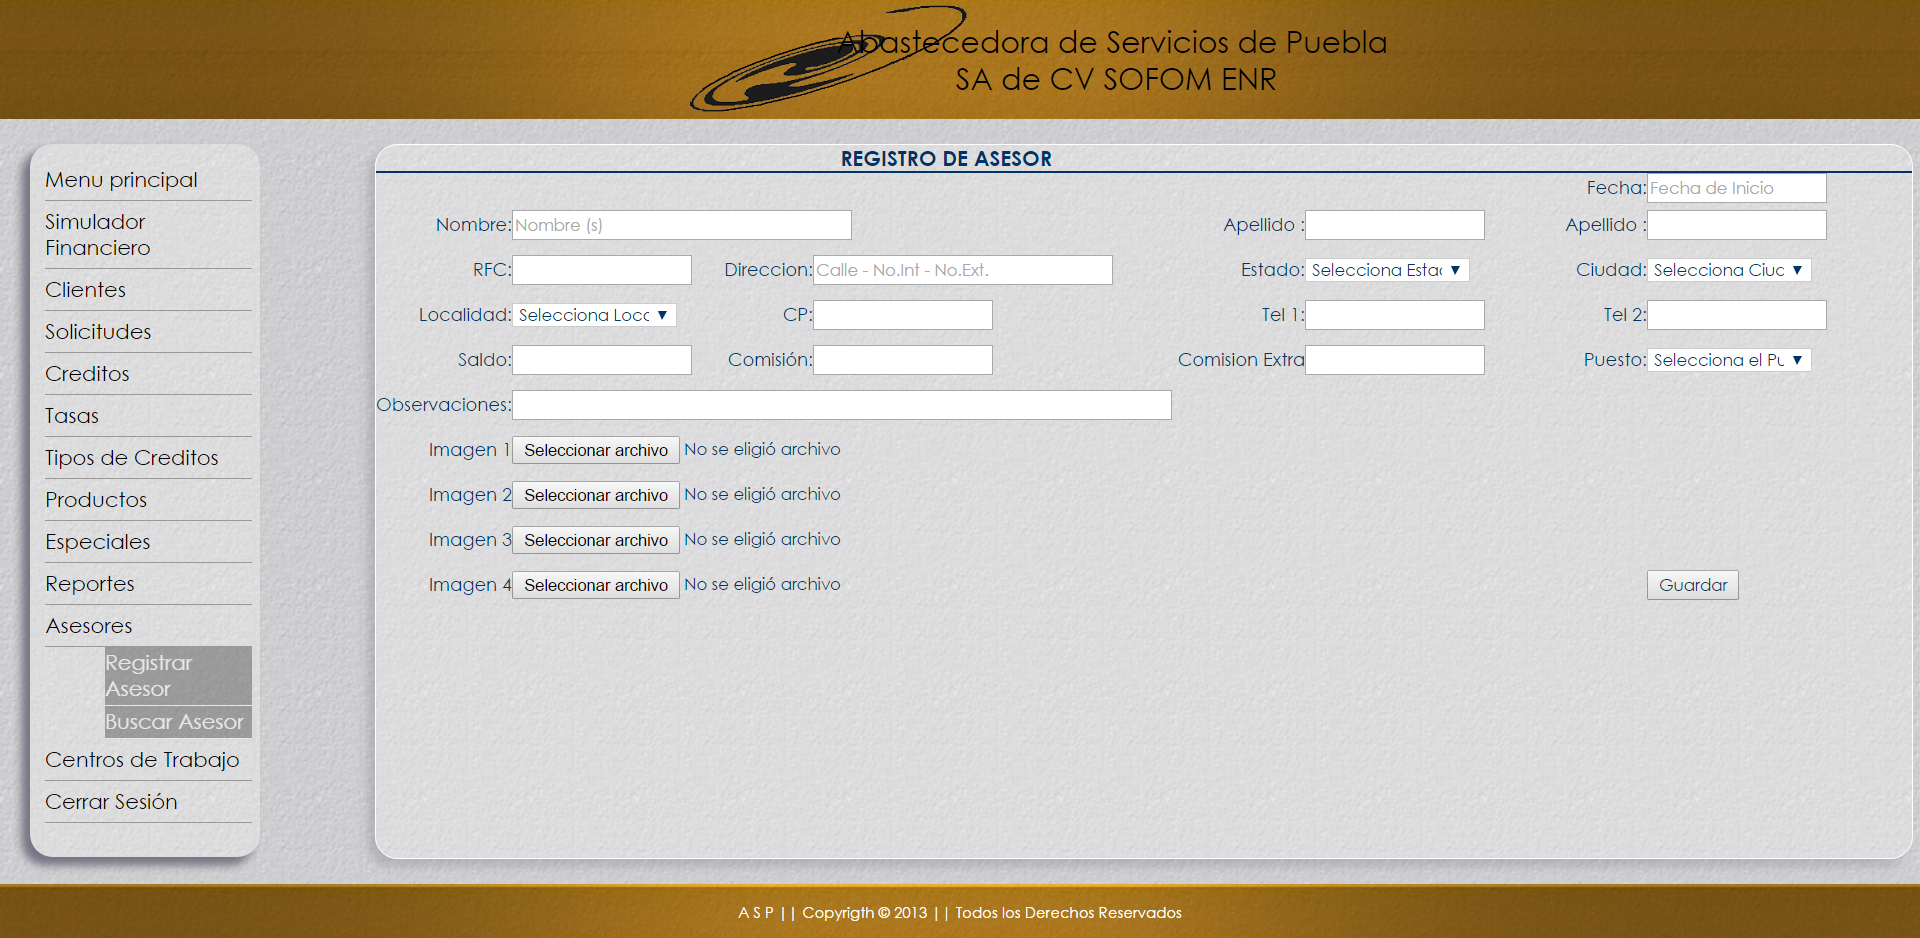 Abastecedora de Servicios de Puebla
SA de CV SOFOM ENR
Menu principal
Simulador
Financiero
Clientes
Solicitudes
Creditos
Tasas
Tipos de Creditos
Productos
Especiales
Reportes
Asesores
Registrar
Asesor
Buscar Asesor
Centros de Trabajo
Cerrar Sesión
REGISTRO DE ASESOR
Fecha: Fecha de Inicio
Nombre: Nombre (s) Apellido : Apellido :
RFC: Direccion: Calle - No.Int - No.Ext. Estado: Selecciona Estac ▼ Ciudad: Selecciona Ciuc ▼
Localidad: Selecciona Locc ▼ CP: Tel 1: Tel 2:
Saldo: Comisión: Comision Extra Puesto: Selecciona el Pu ▼
Observaciones:
Imagen 1 Seleccionar archivo No se eligió archivo
Imagen 2 Seleccionar archivo No se eligió archivo
Imagen 3 Seleccionar archivo No se eligió archivo
Imagen 4 Seleccionar archivo No se eligió archivo Guardar
A S P || Copyrigth © 2013 || Todos los Derechos Reservados